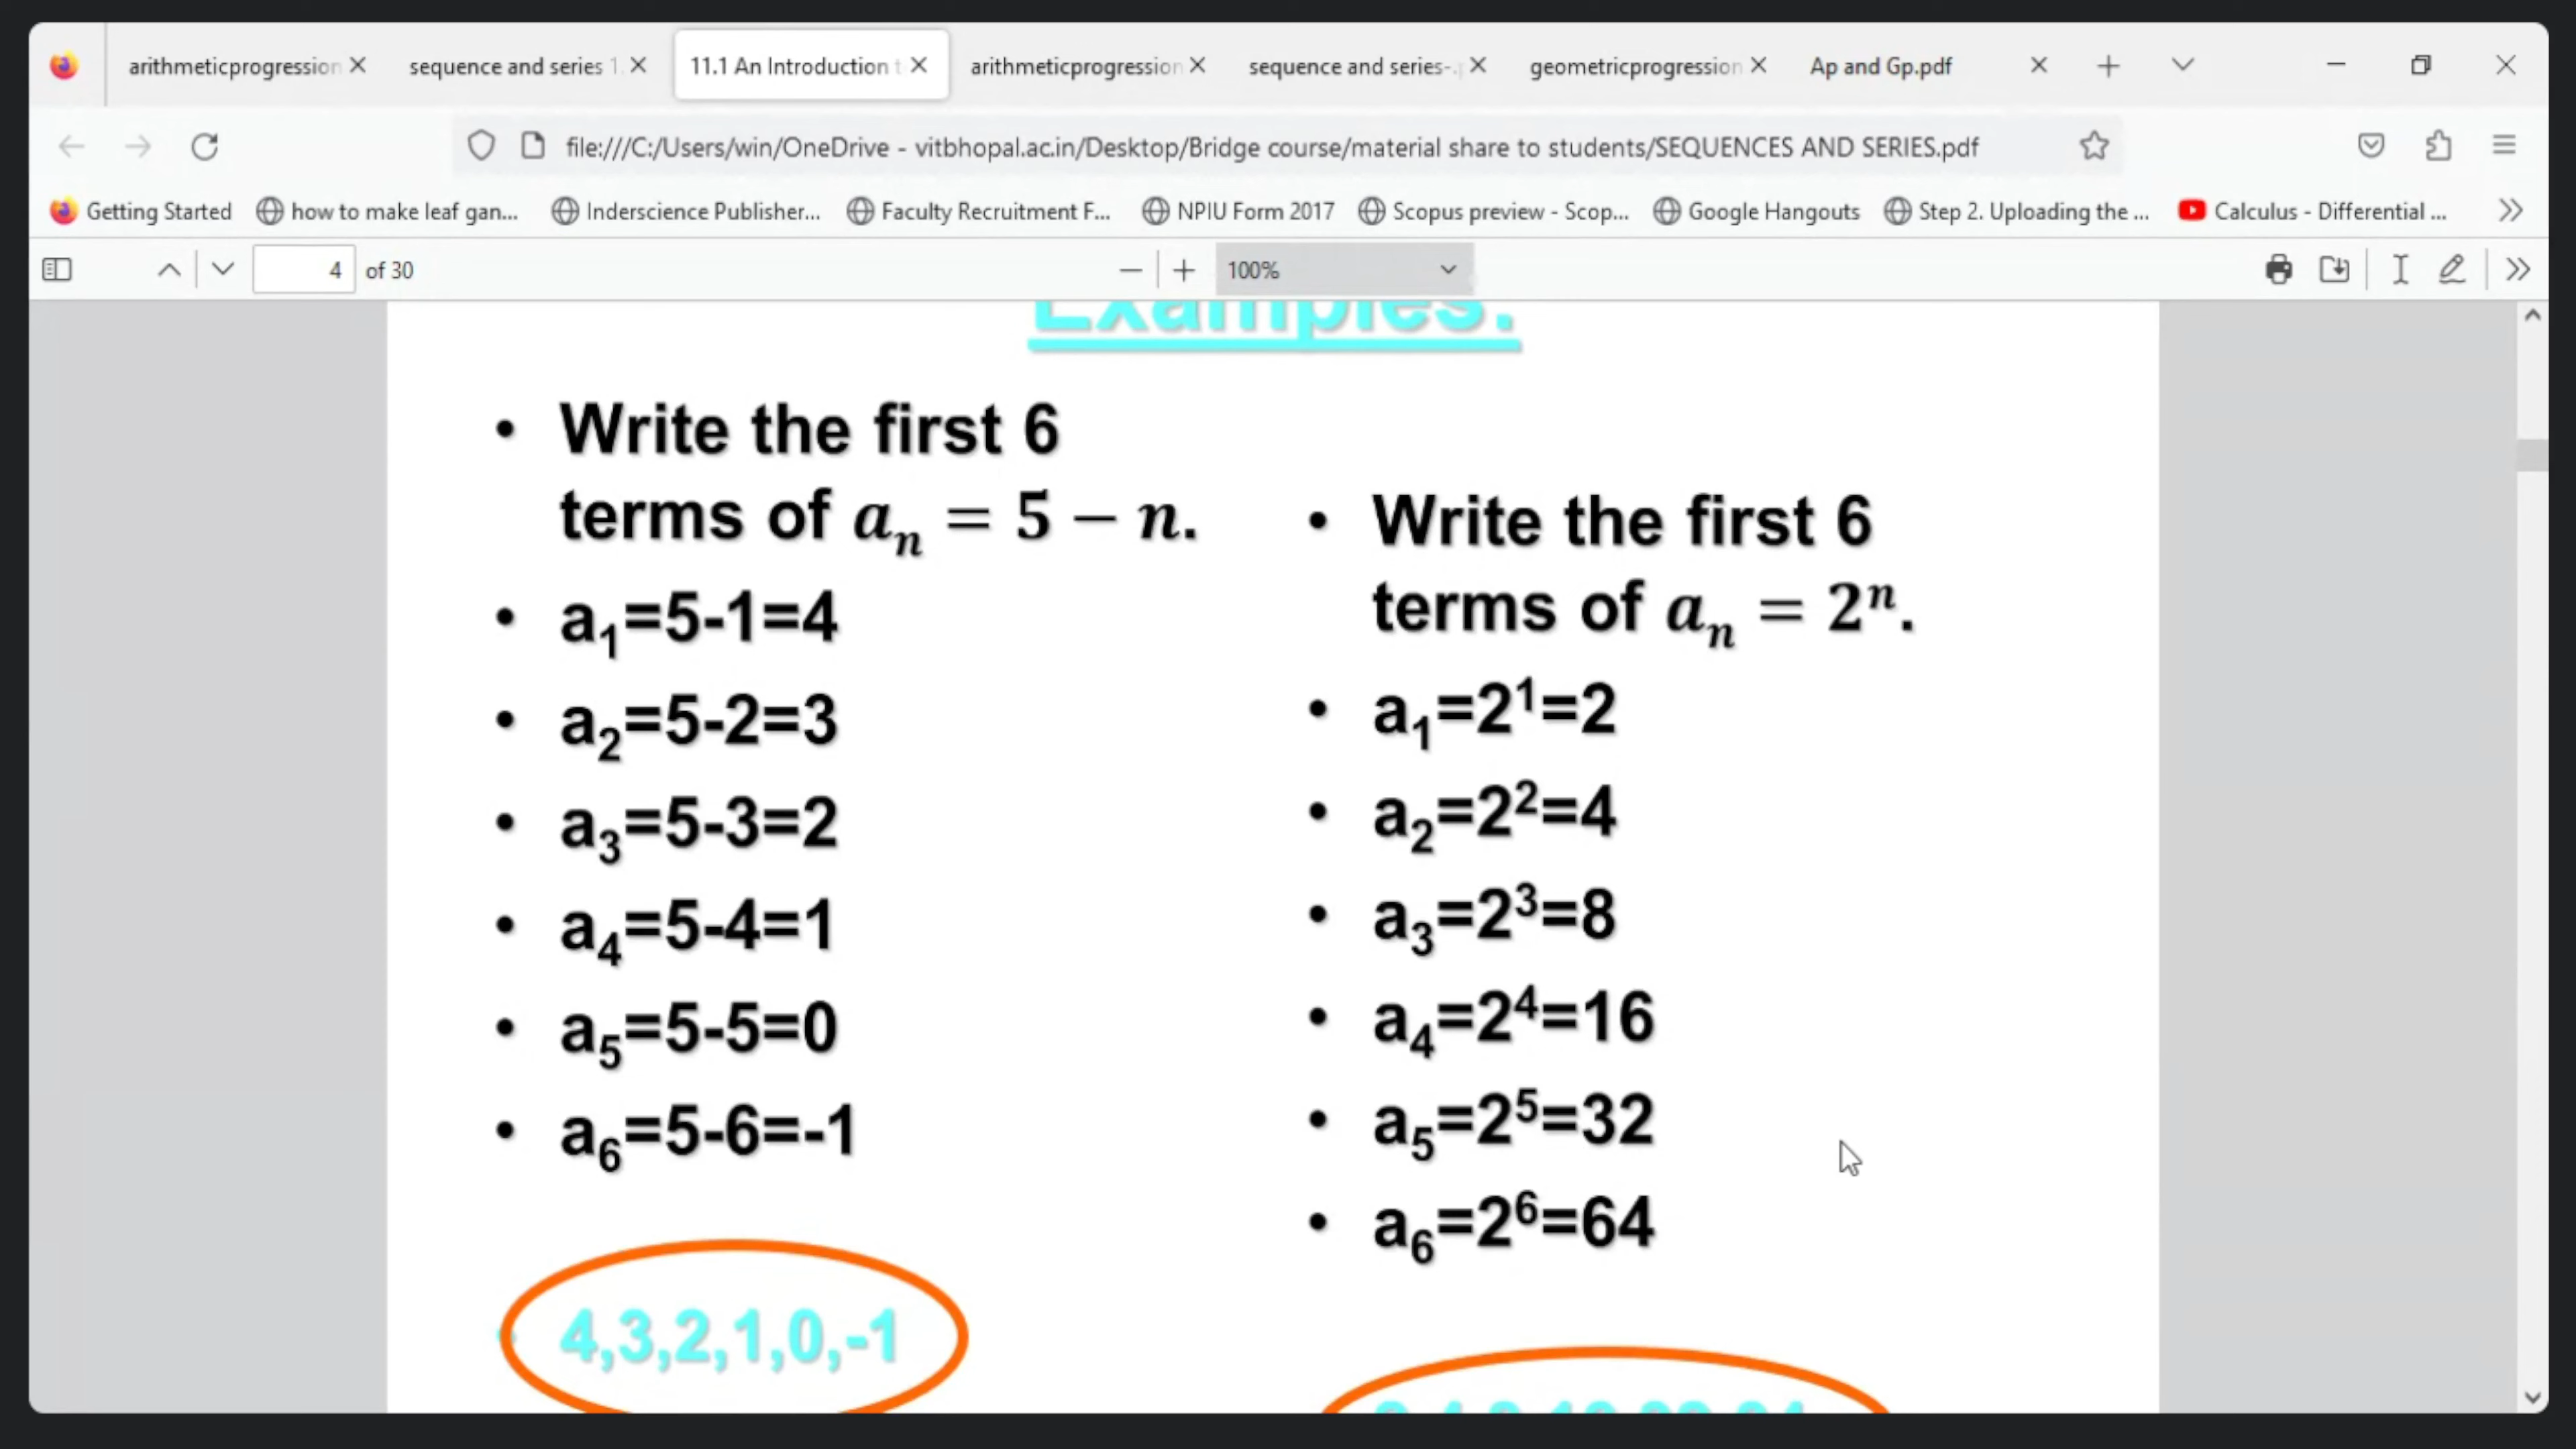 arithmeticprogression
sequence and series 1.
11.1 An Introduction t
arithmeticprogression
sequence and series-.p
geometricprogression
Ap and Gp.pdf
file:///C:/Users/win/OneDrive - vitbhopal.ac.in/Desktop/Bridge course/material share to students/SEQUENCES AND SERIES.pdf
Getting Started
how to make leaf gan...
Inderscience Publisher...
Faculty Recruitment F...
NPIU Form 2017
Scopus preview - Scop...
Google Hangouts
Step 2. Uploading the ...
Calculus - Differential ...
4 of 30
100%
Examples:
• Write the first 6
terms of aₙ = 5 − n.
• a₁=5-1=4
• a₂=5-2=3
• a₃=5-3=2
• a₄=5-4=1
• a₅=5-5=0
• a₆=5-6=-1
4,3,2,1,0,-1
• Write the first 6
terms of aₙ = 2ⁿ.
• a₁=2¹=2
• a₂=2²=4
• a₃=2³=8
• a₄=2⁴=16
• a₅=2⁵=32
• a₆=2⁶=64